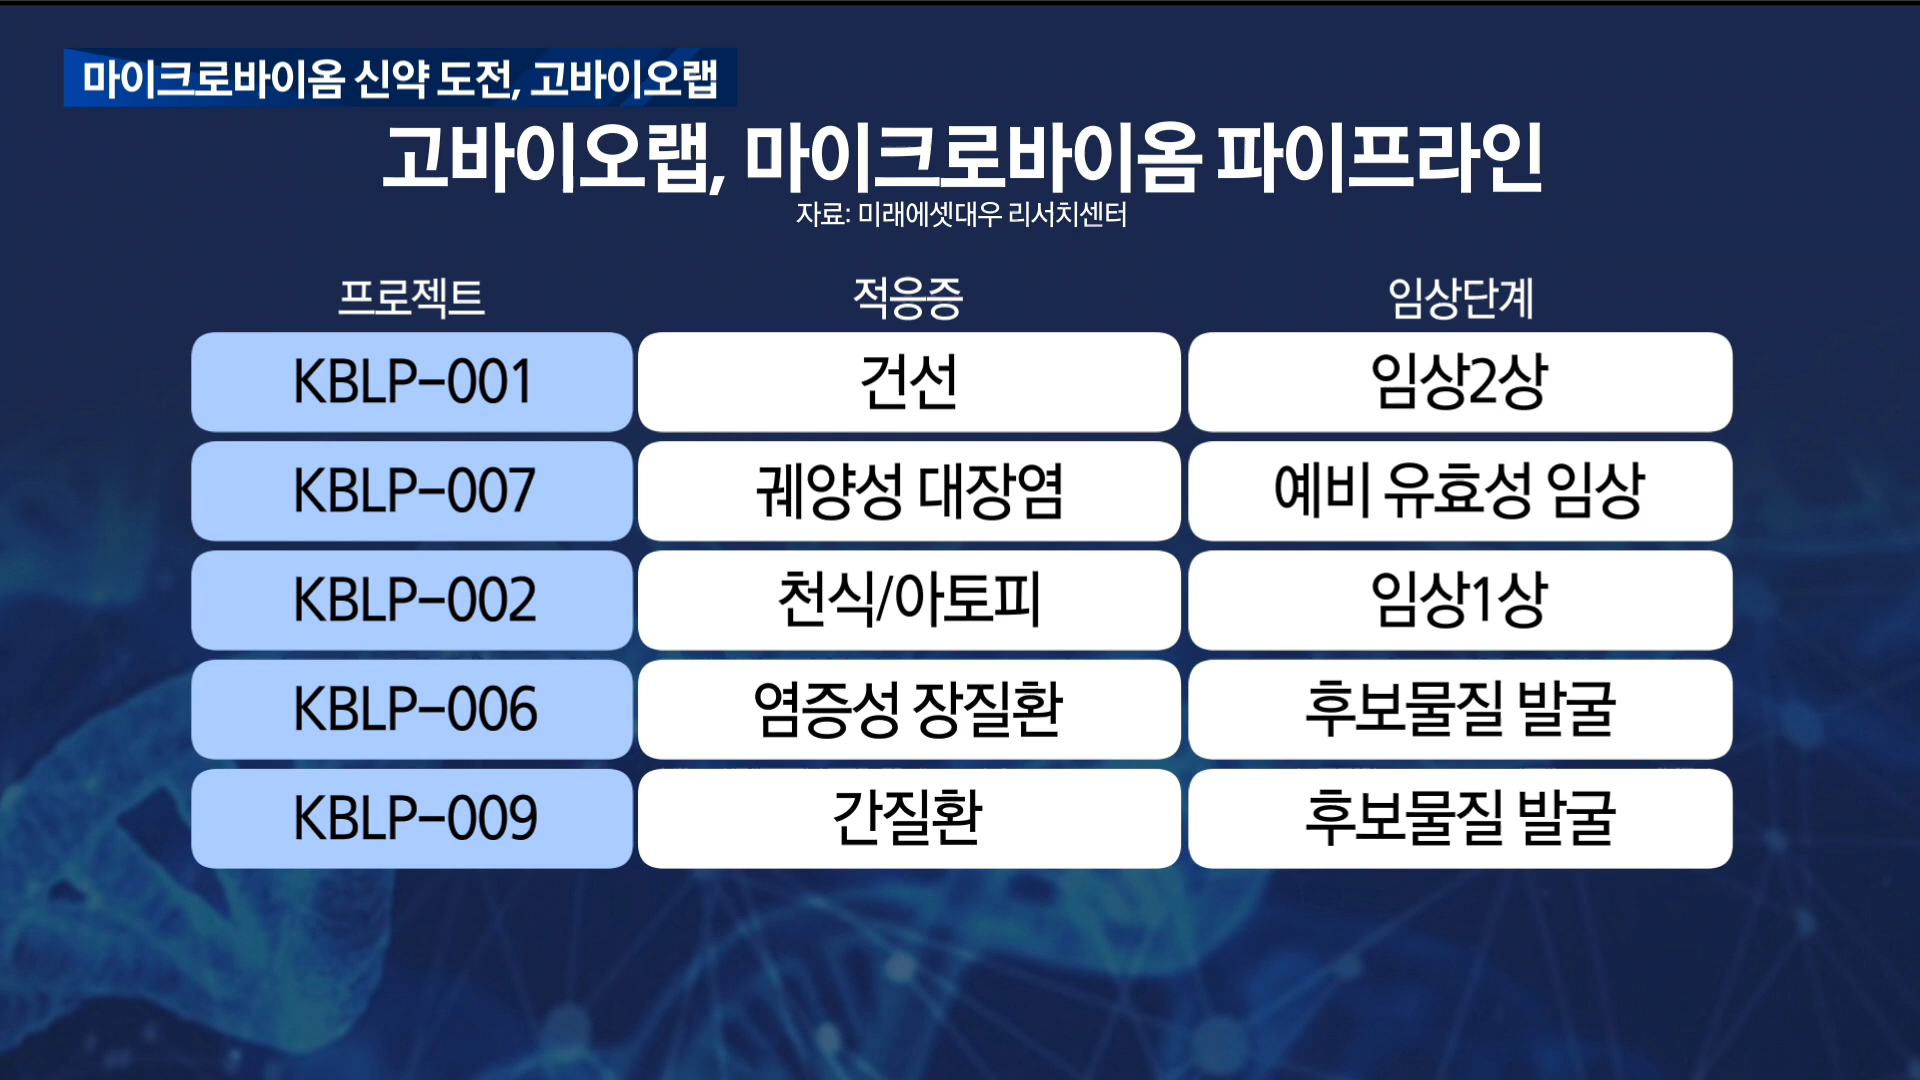 마이크로바이옴 신약 도전, 고바이오랩
고바이오랩, 마이크로바이옴 파이프라인
자료: 미래에셋대우 리서치센터
프로젝트 적응증 임상단계
KBLP-001 건선 임상2상
KBLP-007 궤양성 대장염 예비 유효성 임상
KBLP-002 천식/아토피 임상1상
KBLP-006 염증성 장질환 후보물질 발굴
KBLP-009 간질환 후보물질 발굴